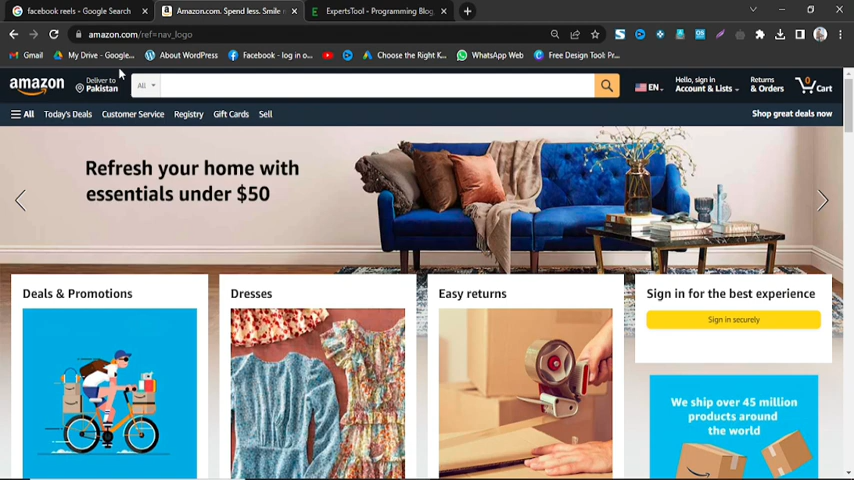 facebook reels - Google Search
Amazon.com. Spend less. Smile
ExpertsTool - Programming Blog,
amazon.com/ref=nav_logo
Gmail
My Drive - Google...
About WordPress
Facebook - log in o...
Choose the Right K...
WhatsApp Web
Free Design Tool: Pr...
amazon
Deliver to
Pakistan
All
EN
Hello, sign in
Account & Lists
Returns
& Orders
0
Cart
All
Today's Deals
Customer Service
Registry
Gift Cards
Sell
Shop great deals now
Refresh your home with
essentials under $50
Deals & Promotions
Dresses
Easy returns
Sign in for the best experience
Sign in securely
We ship over 45 million
products around
the world